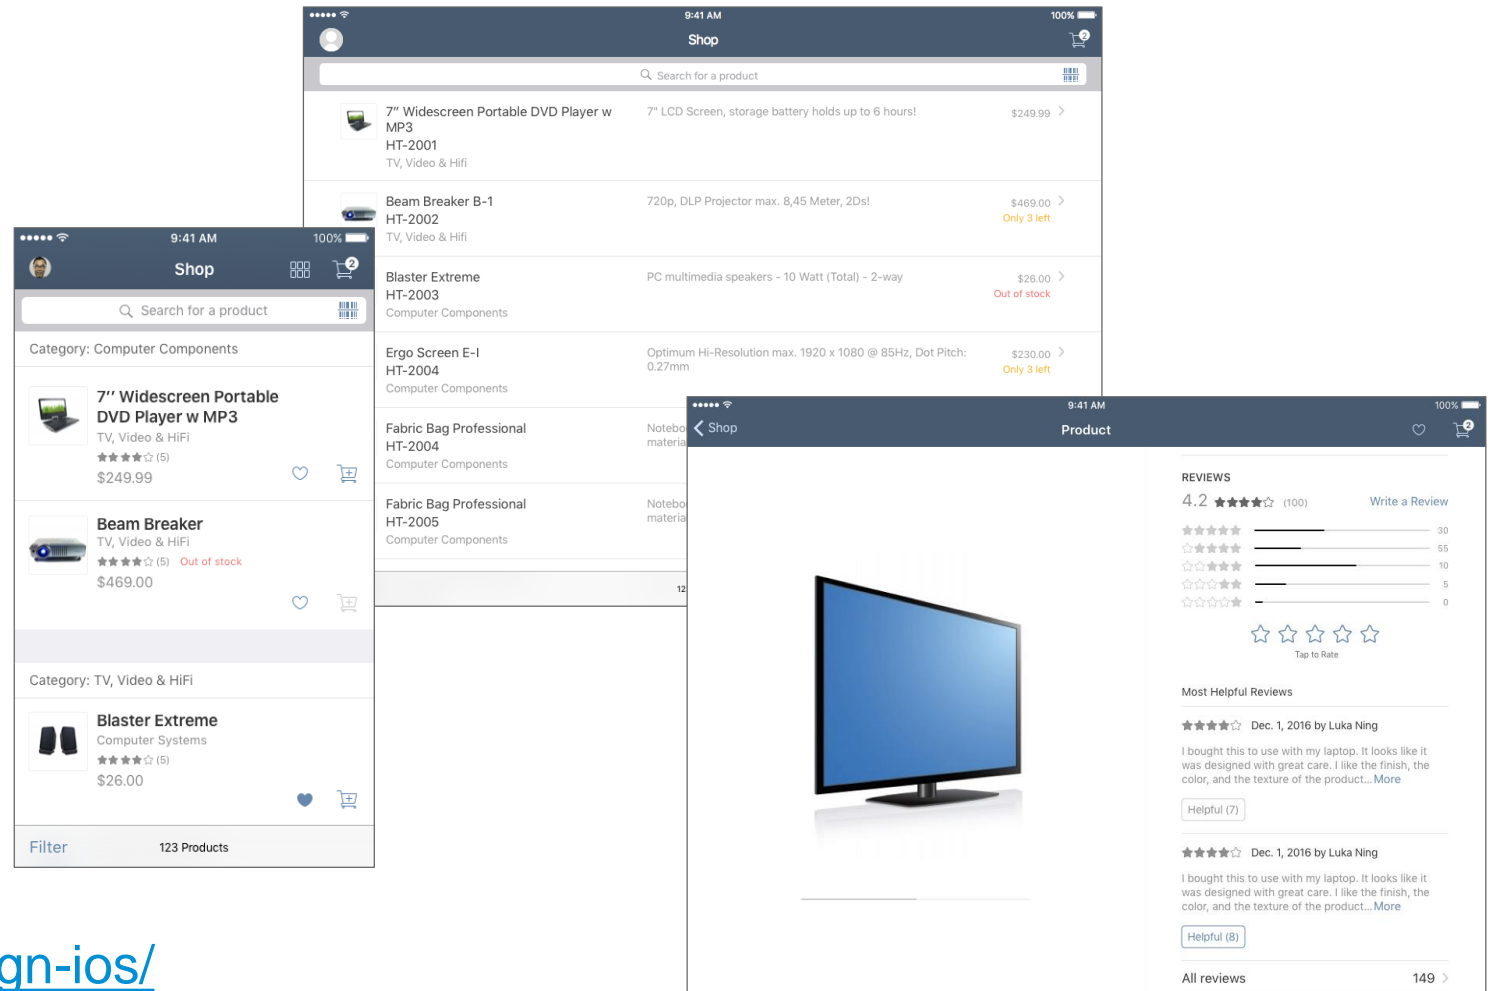 9:41 AM
100%
Shop
2
Search for a product
7" Widescreen Portable DVD Player w
MP3
HT-2001
TV, Video & Hifi
7" LCD Screen, storage battery holds up to 6 hours!
$249.99
Beam Breaker B-1
HT-2002
TV, Video & Hifi
720p, DLP Projector max. 8,45 Meter, 2Ds!
$469.00
Only 3 left
Blaster Extreme
HT-2003
Computer Components
PC multimedia speakers - 10 Watt (Total) - 2-way
$26.00
Out of stock
Ergo Screen E-I
HT-2004
Computer Components
Optimum Hi-Resolution max. 1920 x 1080 @ 85Hz, Dot Pitch:
0.27mm
$230.00
Only 3 left
Fabric Bag Professional
HT-2004
Computer Components
Notebo
materia
Fabric Bag Professional
HT-2005
Computer Components
Notebo
materia
12
9:41 AM
100%
Shop
2
Search for a product
Category: Computer Components
7'' Widescreen Portable
DVD Player w MP3
TV, Video & HiFi
(5)
$249.99
Beam Breaker
TV, Video & HiFi
(5) Out of stock
$469.00
Category: TV, Video & HiFi
Blaster Extreme
Computer Systems
(5)
$26.00
Filter
123 Products
9:41 AM
100%
Shop
Product
2
REVIEWS
4.2 (100) Write a Review
30
55
10
5
0
Tap to Rate
Most Helpful Reviews
Dec. 1, 2016 by Luka Ning
I bought this to use with my laptop. It looks like it
was designed with great care. I like the finish, the
color, and the texture of the product... More
Helpful (7)
Dec. 1, 2016 by Luka Ning
I bought this to use with my laptop. It looks like it
was designed with great care. I like the finish, the
color, and the texture of the product... More
Helpful (8)
All reviews 149
gn-ios/